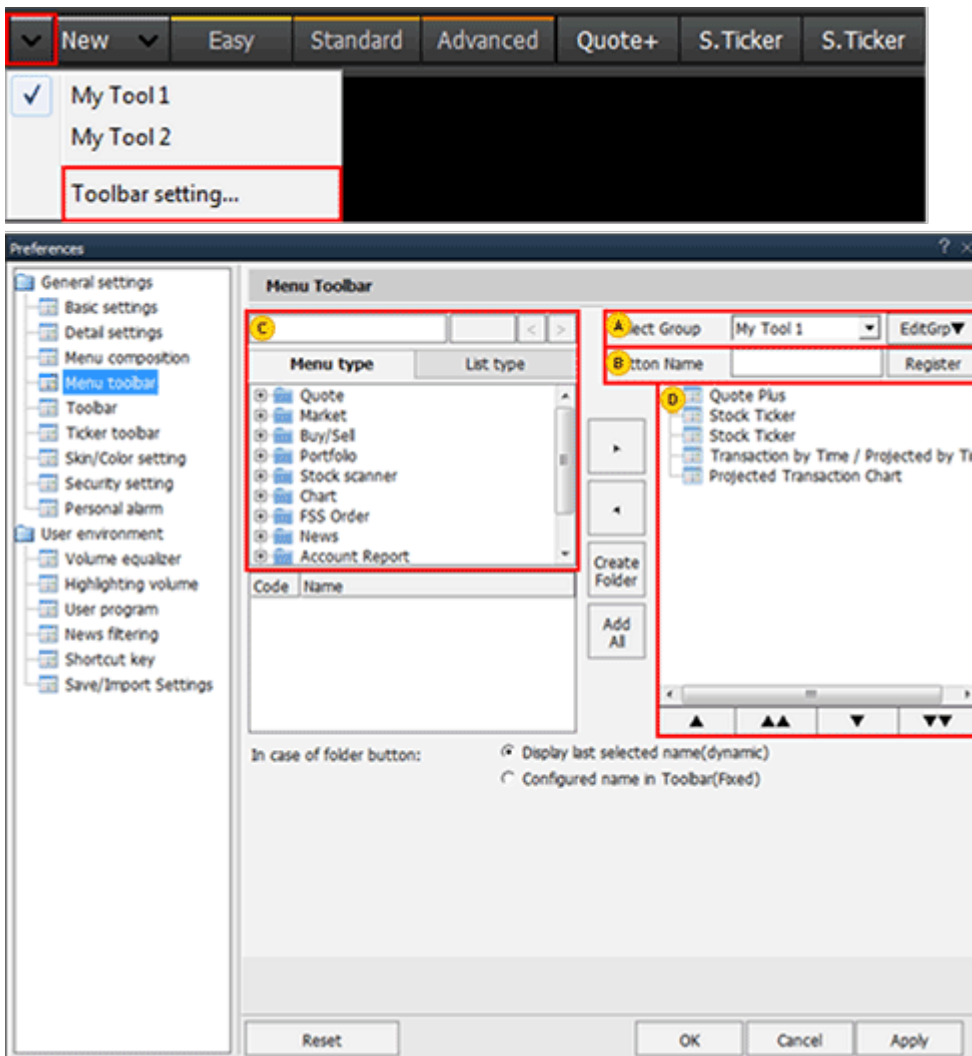 New Easy Standard Advanced Quote+ S.Ticker S.Ticker
My Tool 1
My Tool 2
Toolbar setting...
Preferences ? ×
General settings
Basic settings
Detail settings
Menu composition
Menu toolbar
Toolbar
Ticker toolbar
Skin/Color setting
Security setting
Personal alarm
User environment
Volume equalizer
Highlighting volume
User program
News filtering
Shortcut key
Save/Import Settings
Menu Toolbar
C < >
Menu type List type
Quote
Market
Buy/Sell
Portfolo
Stock scanner
Chart
FSS Order
News
Account Report
Code Name
Create
Folder
Add
All
A ect Group My Tool 1 EditGrp▼
B tton Name Register
D Quote Plus
Stock Ticker
Stock Ticker
Transaction by Time / Projected by Ti
Projected Transaction Chart
▲ ▲▲ ▼ ▼▼
In case of folder button: Display last selected name(dynamic)
Configured name in Toolbar(Fixed)
Reset OK Cancel Apply